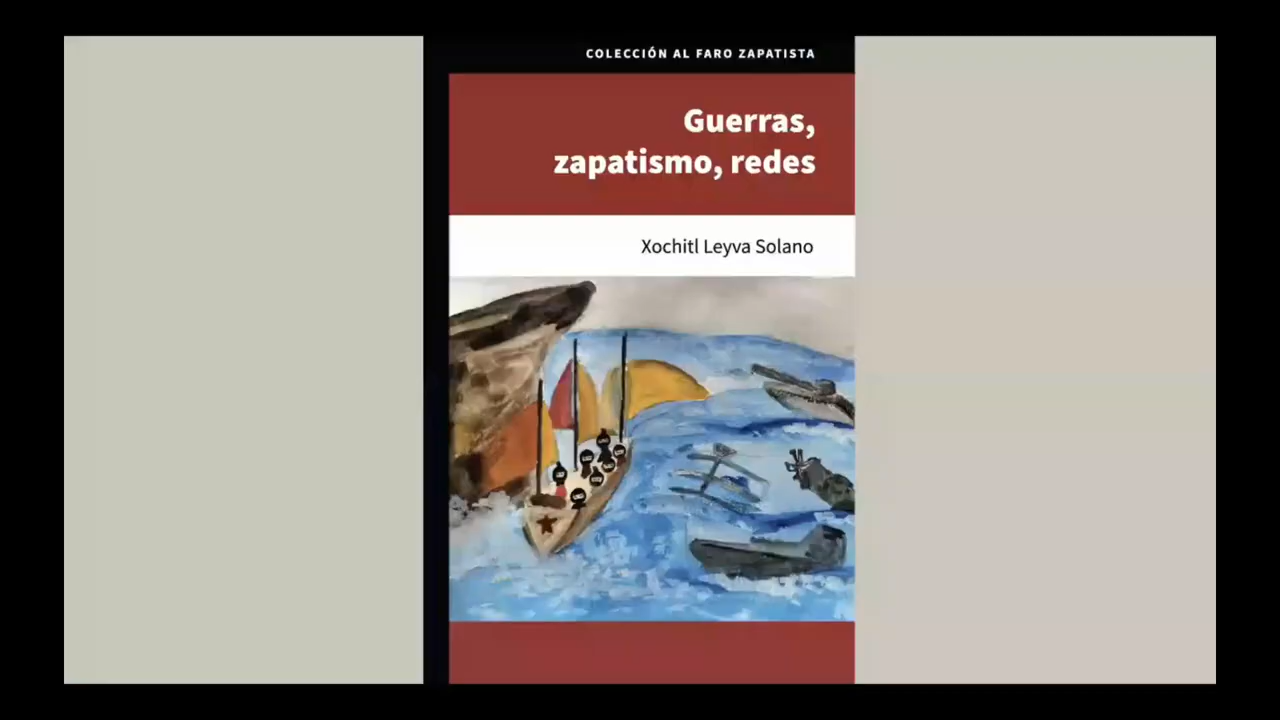 COLECCIÓN AL FARO ZAPATISTA
Guerras,
zapatismo, redes
Xochitl Leyva Solano